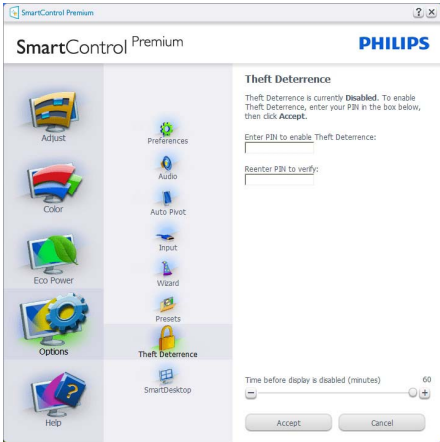 SmartControl Premium
SmartControl Premium
PHILIPS
Adjust
Color
Eco Power
Options
Help
Preferences
Audio
Auto Pivot
Input
Wizard
Presets
Theft Deterrence
SmartDesktop
Theft Deterrence
Theft Deterrence is currently Disabled. To enable
Theft Deterrence, enter your PIN in the box below,
then click Accept.
Enter PIN to enable Theft Deterrence:
Reenter PIN to verify:
Time before display is disabled (minutes) 60
Accept
Cancel